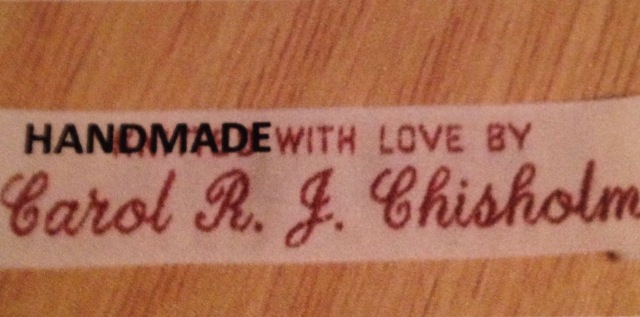 HANDMADE WITH LOVE BY
Carol R. J. Chisholm